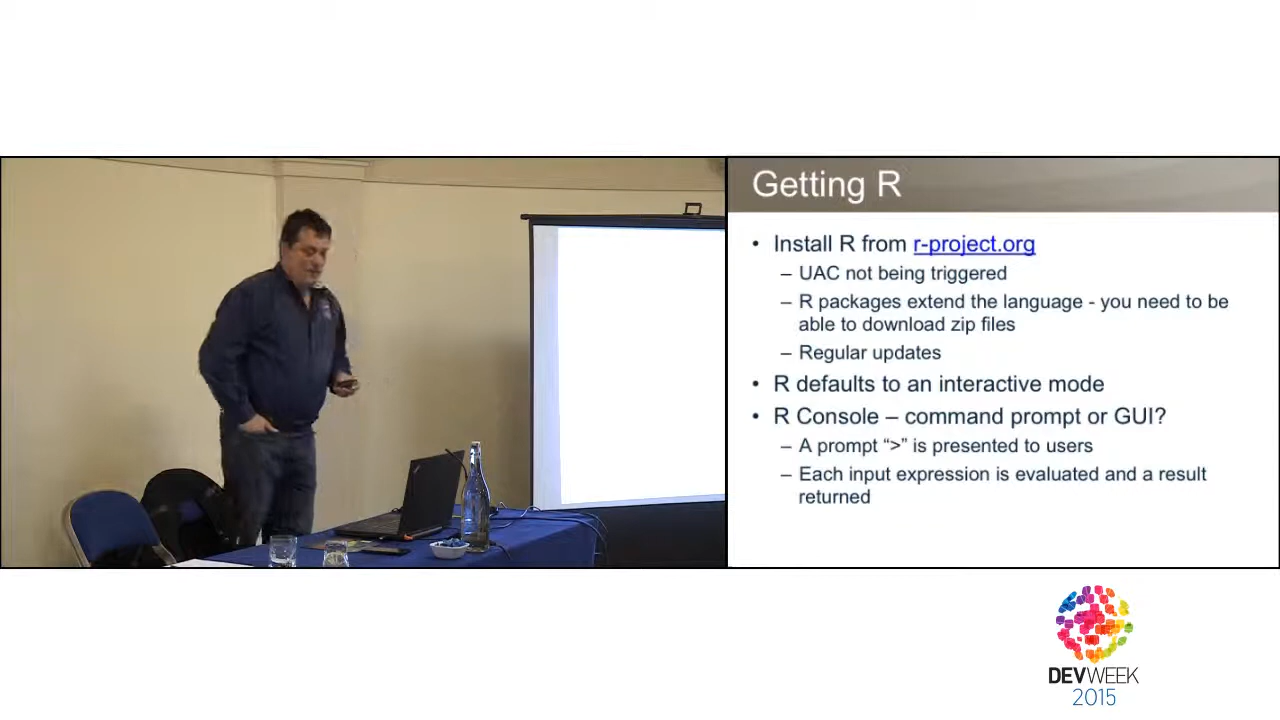 Getting R
• Install R from r-project.org
– UAC not being triggered
– R packages extend the language - you need to be
able to download zip files
– Regular updates
• R defaults to an interactive mode
• R Console – command prompt or GUI?
– A prompt “>” is presented to users
– Each input expression is evaluated and a result
returned
DEVWEEK
2015